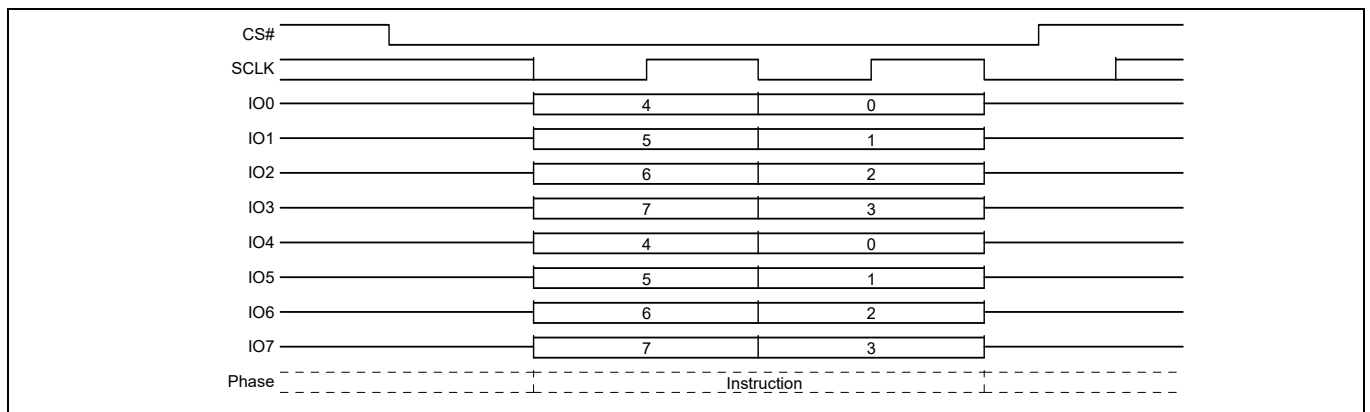 CS#
SCLK
IO0 4 0
IO1 5 1
IO2 6 2
IO3 7 3
IO4 4 0
IO5 5 1
IO6 6 2
IO7 7 3
Phase Instruction